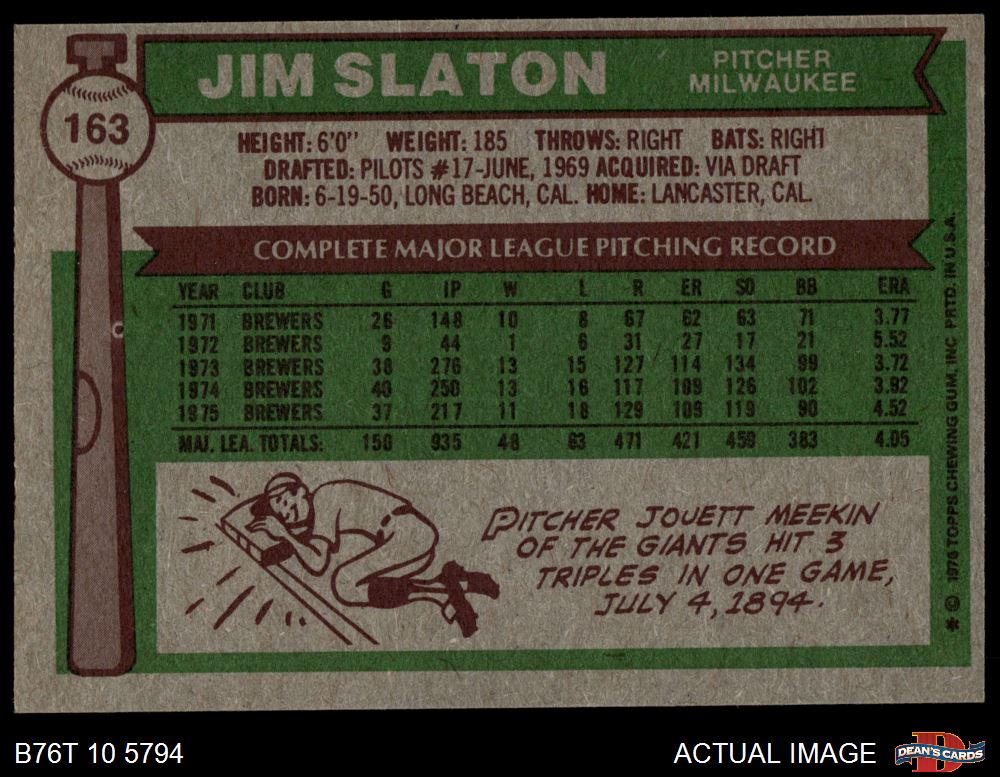 JIM SLATON
PITCHER
MILWAUKEE
163
HEIGHT: 6'0" WEIGHT: 185 THROWS: RIGHT BATS: RIGHT
DRAFTED: PILOTS #17-JUNE, 1969 ACQUIRED: VIA DRAFT
BORN: 6-19-50, LONG BEACH, CAL. HOME: LANCASTER, CAL.
COMPLETE MAJOR LEAGUE PITCHING RECORD
YEAR CLUB G IP W L R ER SO BB ERA
1971 BREWERS 26 148 10 8 67 62 63 71 3.77
1972 BREWERS 9 44 1 6 31 27 17 21 5.52
1973 BREWERS 38 276 13 15 127 114 134 99 3.72
1974 BREWERS 40 250 13 16 117 109 126 102 3.92
1975 BREWERS 37 217 11 18 129 109 119 90 4.52
MAJ. LEA. TOTALS: 150 935 48 63 471 421 459 383 4.05
PITCHER JOUETT MEEKIN
OF THE GIANTS HIT 3
TRIPLES IN ONE GAME,
JULY 4, 1894.
* © 1976 TOPPS CHEWING GUM, INC PRTD. IN U.S.A.
B76T 10 5794
ACTUAL IMAGE
D
DEAN'S CARDS